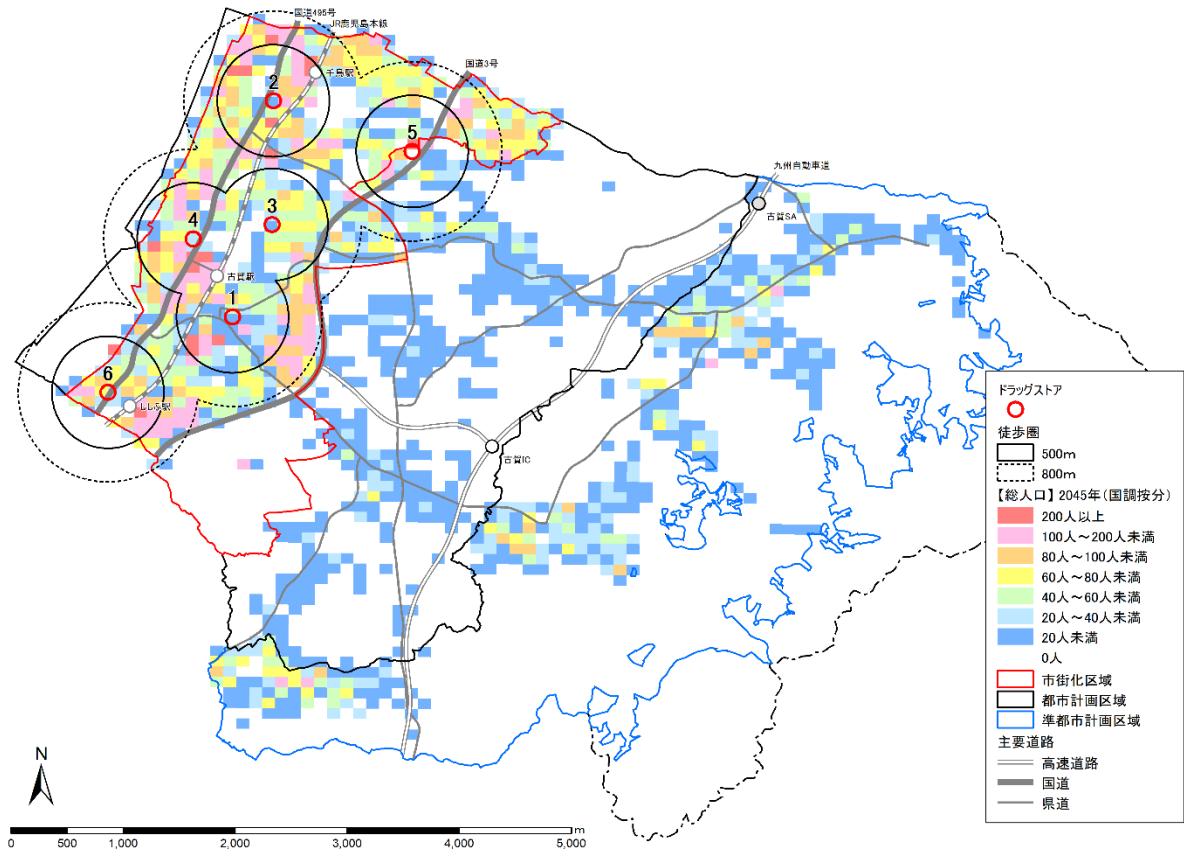 国道495号
JR鹿児島本線
千鳥駅
国道3号
2
5
九州自動車道
古賀SA
3
4
古賀駅
1
6
ししぶ駅
古賀IC
ドラッグストア
徒歩圏
500m
800m
【総人口】2045年(国調按分)
200人以上
100人～200人未満
80人～100人未満
60人～80人未満
40人～60人未満
20人～40人未満
20人未満
0人
市街化区域
都市計画区域
準都市計画区域
主要道路
高速道路
国道
県道
N
0 500 1,000 2,000 3,000 4,000 5,000 m